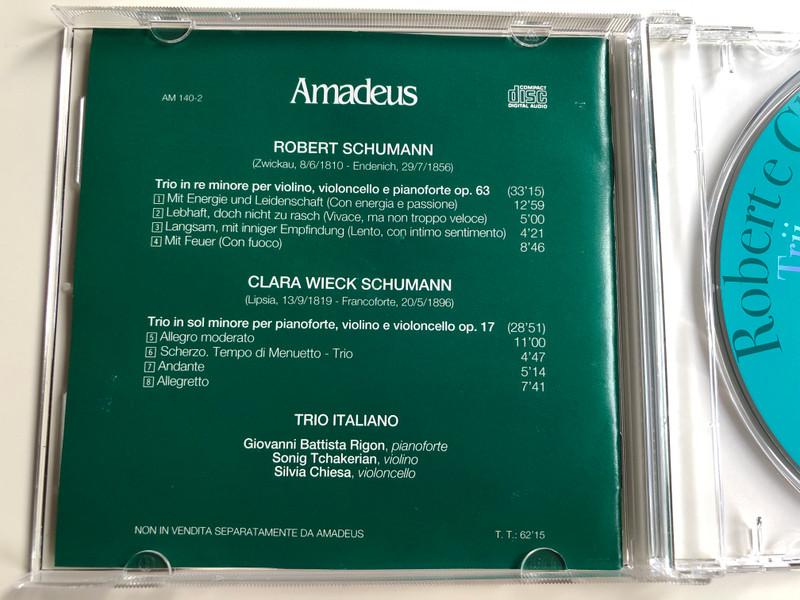 AM 140-2
Amadeus
COMPACT
disc
DIGITAL AUDIO
ROBERT SCHUMANN
(Zwickau, 8/6/1810 - Endenich, 29/7/1856)
Trio in re minore per violino, violoncello e pianoforte op. 63 (33'15)
1 Mit Energie und Leidenschaft (Con energia e passione) 12'59
2 Lebhaft, doch nicht zu rasch (Vivace, ma non troppo veloce) 5'00
3 Langsam, mit inniger Empfindung (Lento, con intimo sentimento) 4'21
4 Mit Feuer (Con fuoco) 8'46
CLARA WIECK SCHUMANN
(Lipsia, 13/9/1819 - Francoforte, 20/5/1896)
Trio in sol minore per pianoforte, violino e violoncello op. 17 (28'51)
5 Allegro moderato 11'00
6 Scherzo. Tempo di Menuetto - Trio 4'47
7 Andante 5'14
8 Allegretto 7'41
TRIO ITALIANO
Giovanni Battista Rigon, pianoforte
Sonig Tchakerian, violino
Silvia Chiesa, violoncello
NON IN VENDITA SEPARATAMENTE DA AMADEUS
T. T.: 62'15
Robert e